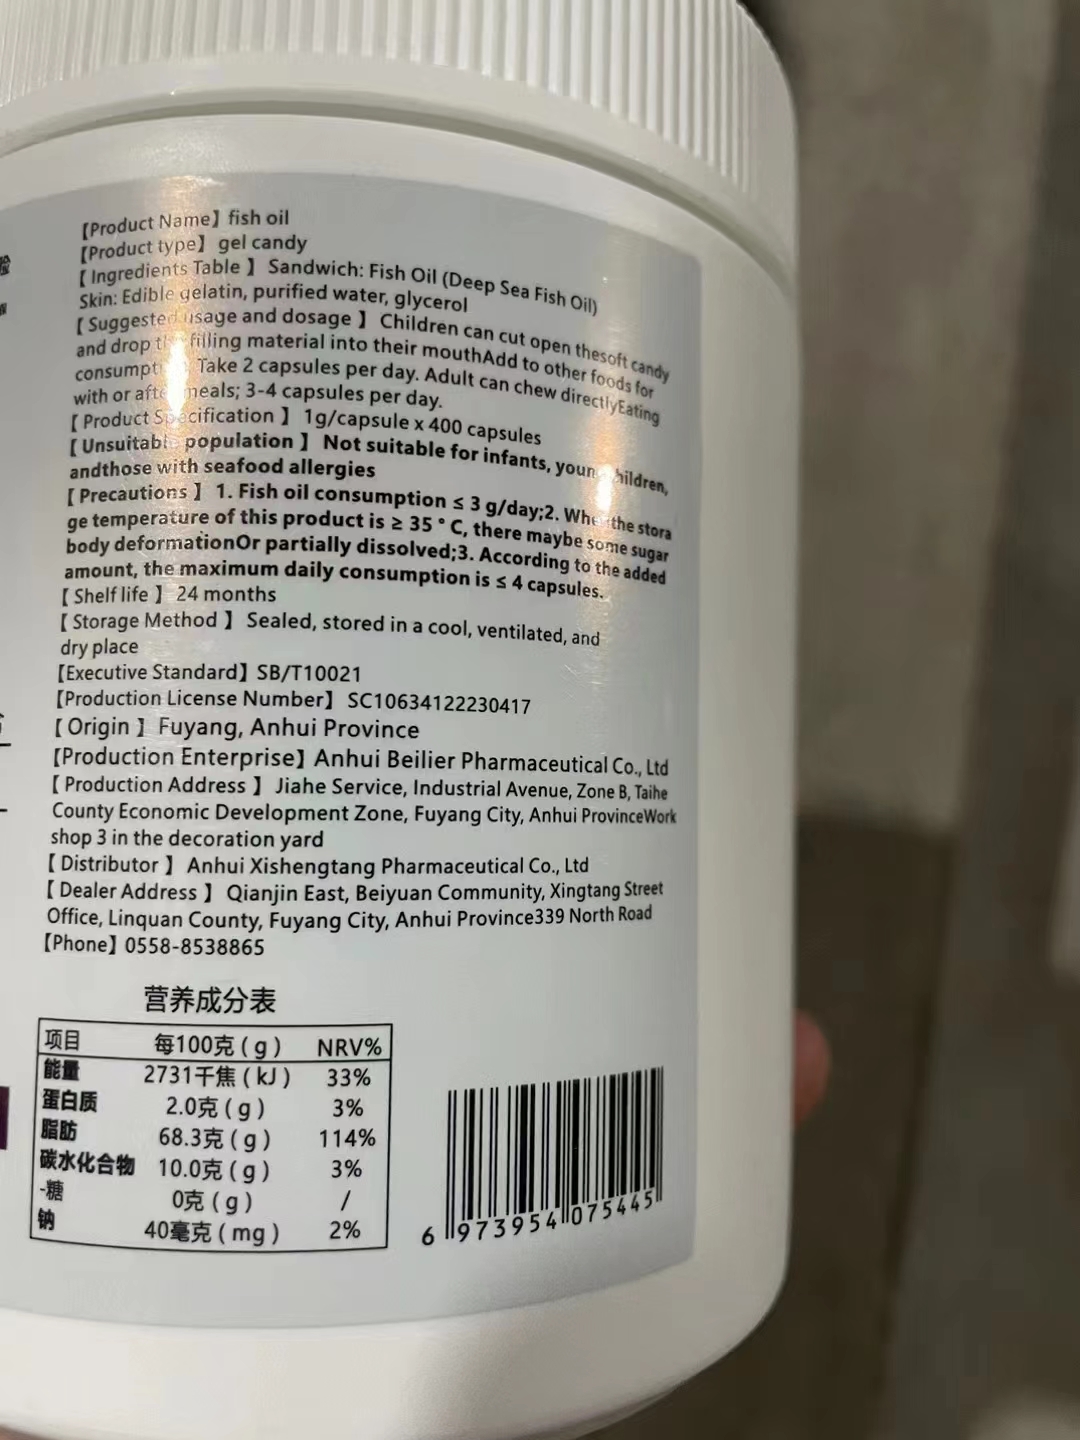 【Product Name】 fish oil
【Product type】 gel candy
【 Ingredients Table 】 Sandwich: Fish Oil (Deep Sea Fish Oil)
Skin: Edible gelatin, purified water, glycerol
【 Suggested usage and dosage 】 Children can cut open thesoft candy
and drop filling material into their mouthAdd to other foods for
Take 2 capsules per day. Adult can chew directlyEating
with or meals; 3-4 capsules per day.
【 Product Specification 】 1g/capsule x 400 capsules
【 Unsuitable population 】 Not suitable for infants,
andthose with seafood allergies
【 Precautions 】 1. Fish oil consumption ≤ 3 g/day;2. the stora
ge temperature of this product is ≥ 35 ° C, there maybe some sugar
body deformationOr partially dissolved;3. According to the added
amount, the maximum daily consumption is ≤ 4 capsules.
【 Shelf life 】 24 months
【 Storage Method 】 Sealed, stored in a cool, ventilated, and
dry place
【Executive Standard】 SB/T10021
【Production License Number】 SC10634122230417
【 Origin 】 Fuyang, Anhui Province
【Production Enterprise】 Anhui Beilier Pharmaceutical Co., Ltd
【 Production Address 】 Jiahe Service, Industrial Avenue, Zone B, Taihe
County Economic Development Zone, Fuyang City, Anhui ProvinceWork
shop 3 in the decoration yard
【 Distributor 】 Anhui Xishengtang Pharmaceutical Co., Ltd
【 Dealer Address 】 Qianjin East, Beiyuan Community, Xingtang Street
Office, Linquan County, Fuyang City, Anhui Province339 North Road
【Phone】 0558-8538865
营养成分表
项目 每100克(g) NRV%
能量 2731千焦(kJ) 33%
蛋白质 2.0克(g) 3%
脂肪 68.3克(g) 114%
碳水化合物 10.0克(g) 3%
-糖 0克(g) /
钠 40毫克(mg) 2%
6 973954 075445